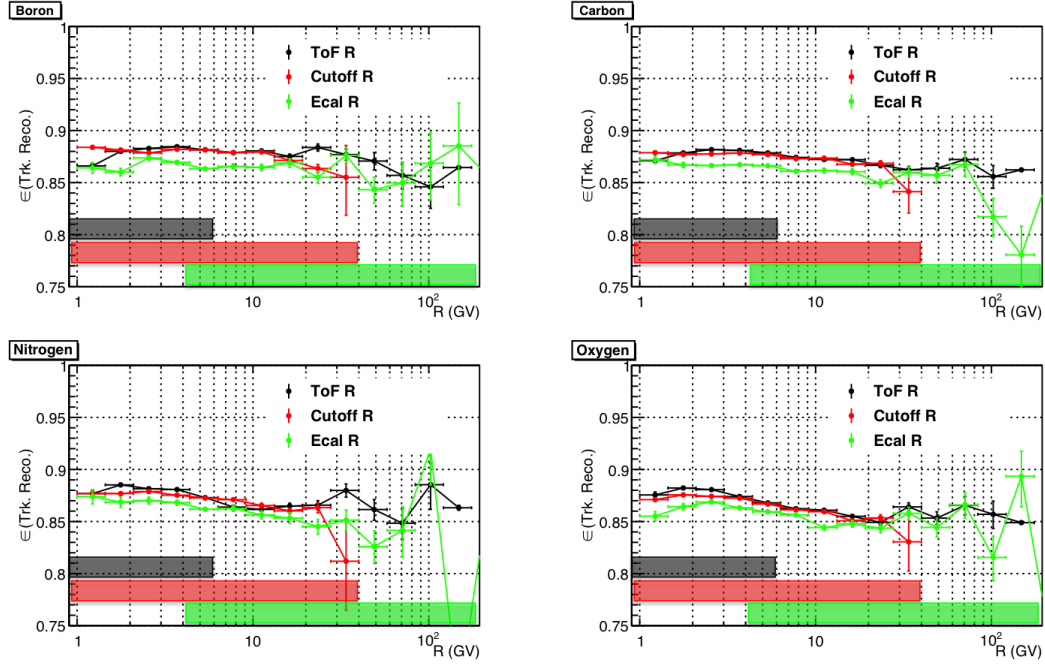 Boron
1
0.95
0.9
0.85
0.8
0.75
∈ (Trk. Reco.)
ToF R
Cutoff R
Ecal R
1
10
10²
R (GV)
Carbon
1
0.95
0.9
0.85
0.8
0.75
∈ (Trk. Reco.)
ToF R
Cutoff R
Ecal R
1
10
10²
R (GV)
Nitrogen
1
0.95
0.9
0.85
0.8
0.75
∈ (Trk. Reco.)
ToF R
Cutoff R
Ecal R
1
10
10²
R (GV)
Oxygen
1
0.95
0.9
0.85
0.8
0.75
∈ (Trk. Reco.)
ToF R
Cutoff R
Ecal R
1
10
10²
R (GV)